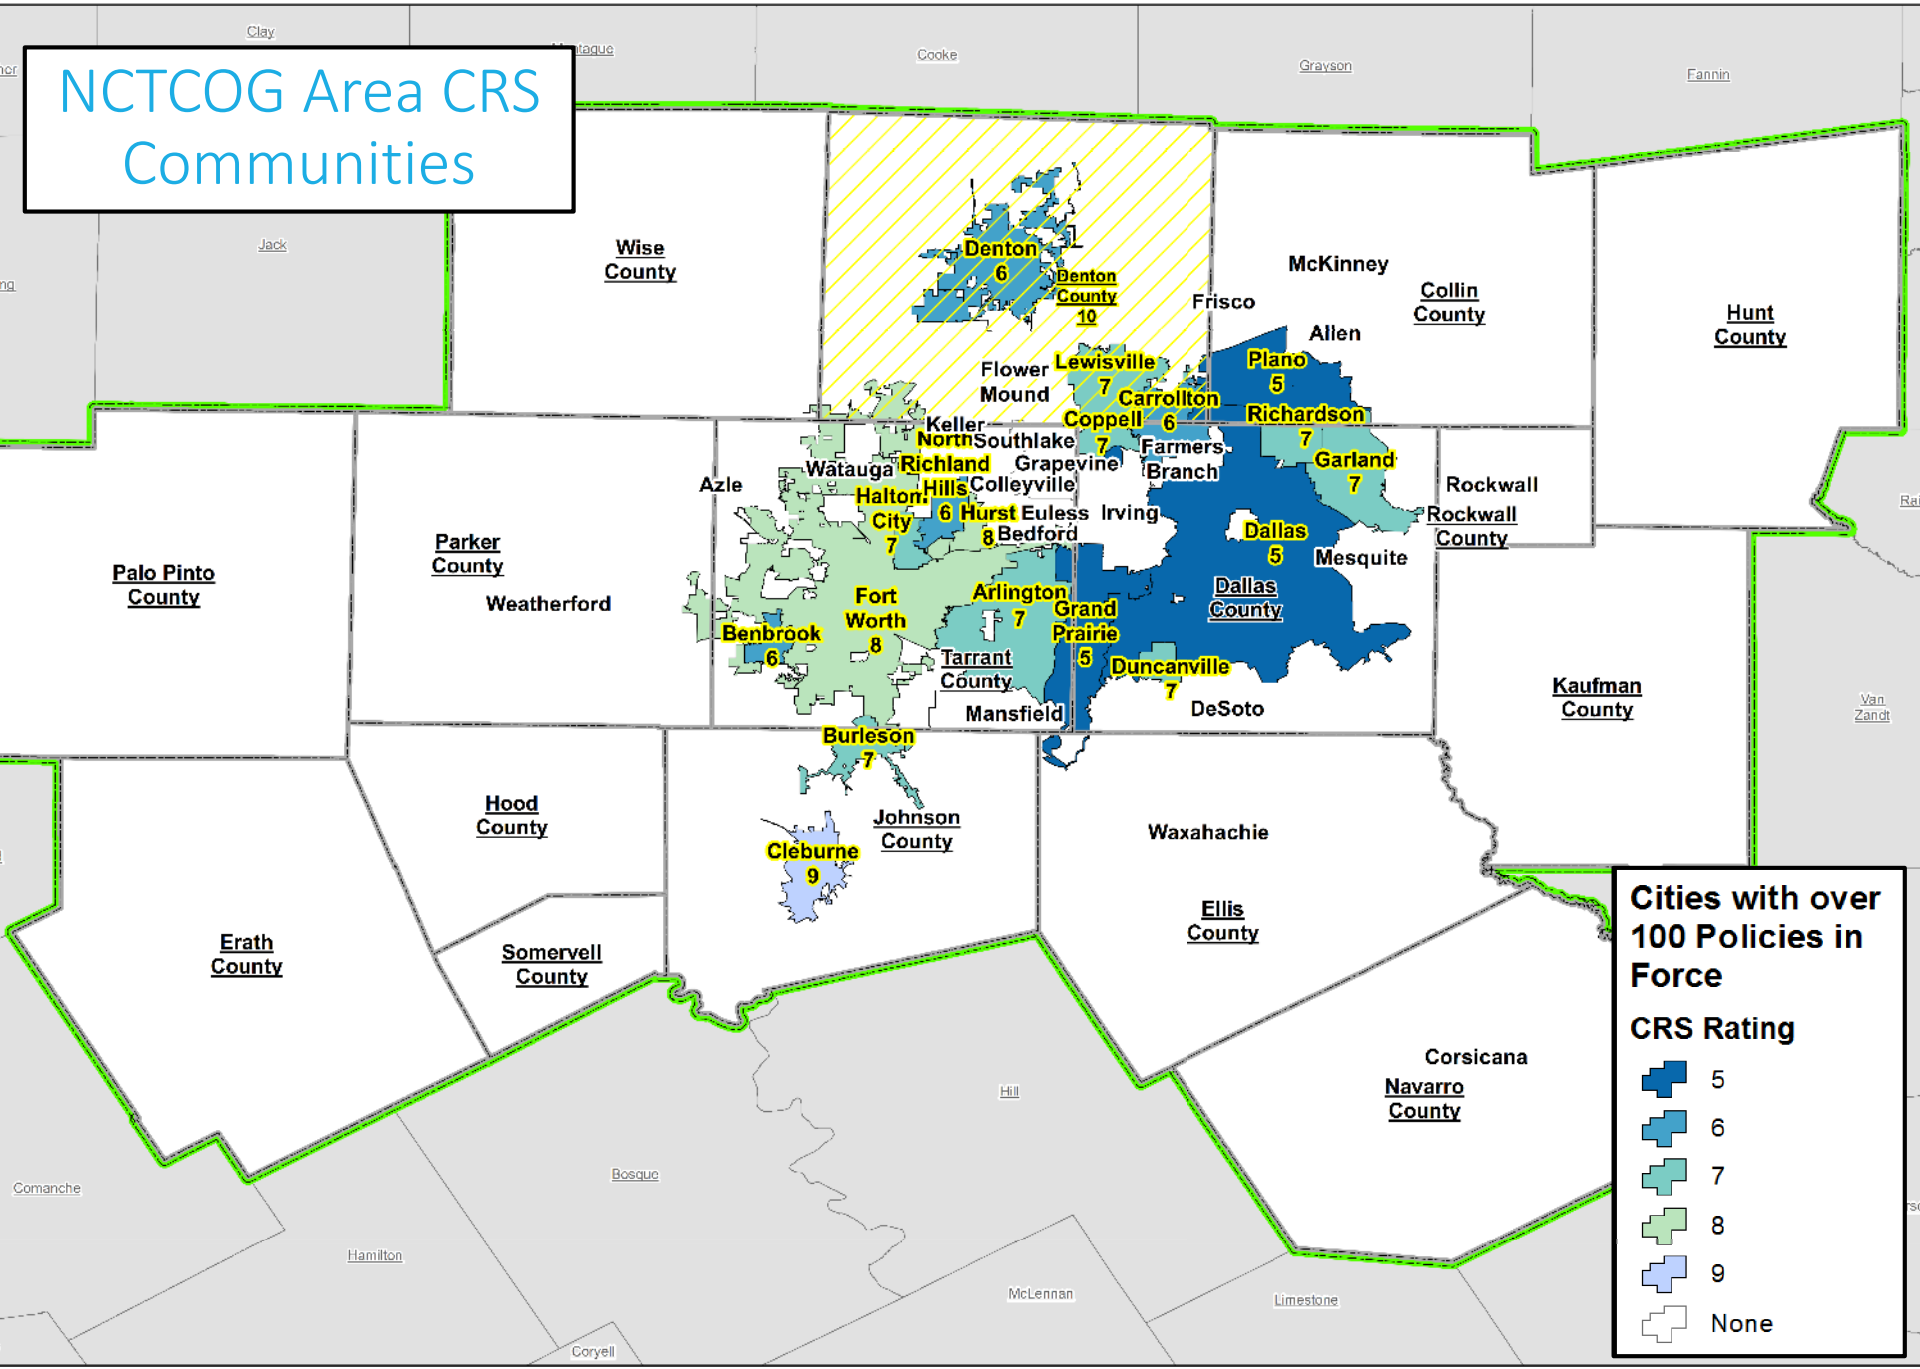 NCTCOG Area CRS
Communities
Clay
Cooke
Grayson
Fannin
Jack
Wise
County
Denton
6
Denton
County
10
McKinney
Frisco
Collin
County
Allen
Hunt
County
Flower
Mound
Lewisville
7
Plano
5
Carrollton
6
Richardson
7
Coppell
7
Keller
North
Richland
Hills
6
Southlake
Grapevine
Colleyville
Farmers
Branch
Garland
7
Watauga
Azle
Haltom
City
7
Hurst
8
Euless
Bedford
Irving
Rockwall
Rockwall
County
Dallas
5
Mesquite
Parker
County
Palo Pinto
County
Weatherford
Fort
Worth
8
Arlington
7
Grand
Prairie
5
Dallas
County
Benbrook
6
Tarrant
County
Duncanville
7
Mansfield
DeSoto
Kaufman
County
Van
Zandt
Burleson
7
Hood
County
Johnson
County
Waxahachie
Cleburne
9
Ellis
County
Erath
County
Somervell
County
Corsicana
Navarro
County
Hill
Bosque
Comanche
Hamilton
McLennan
Limestone
Coryell
Cities with over
100 Policies in
Force
CRS Rating
5
6
7
8
9
None